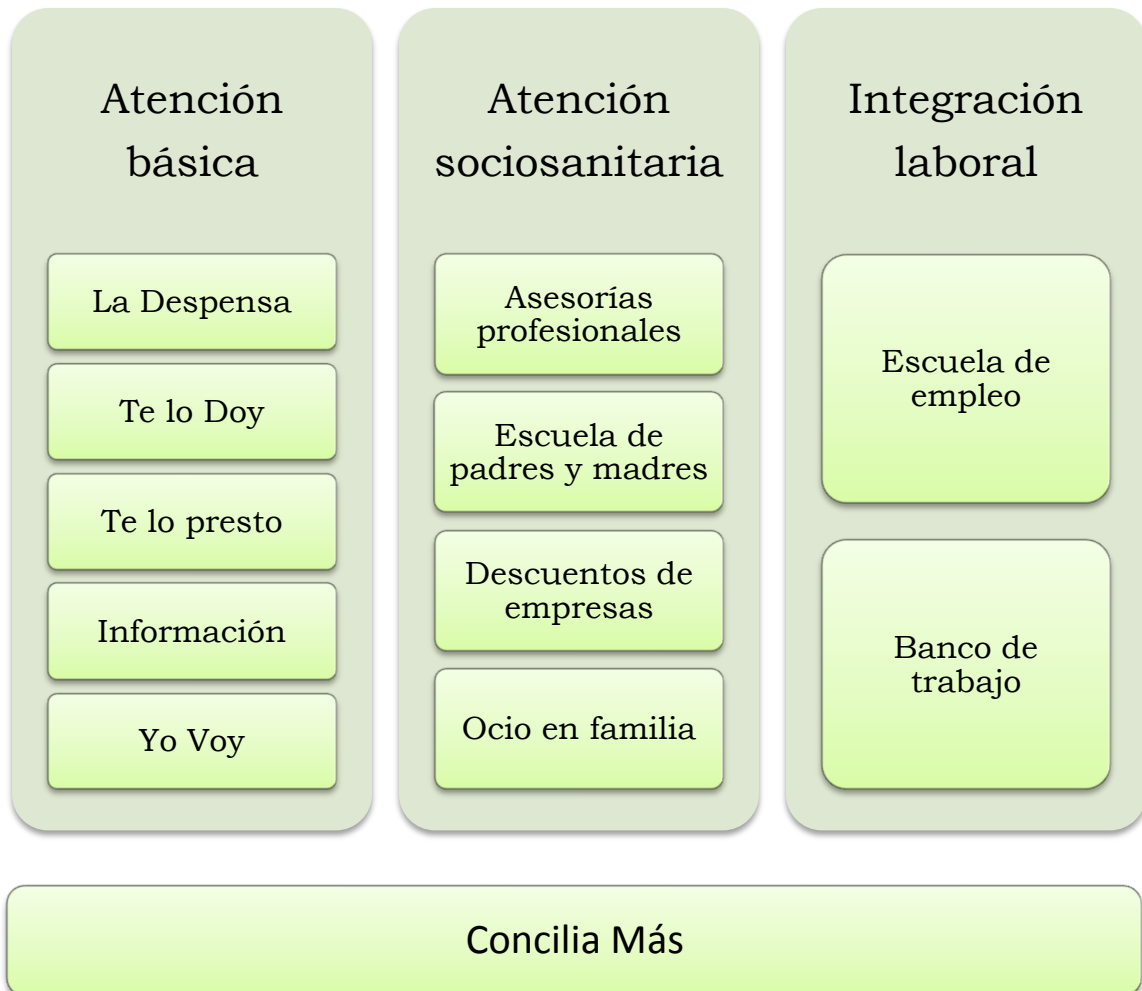 Atención
básica
La Despensa
Te lo Doy
Te lo presto
Información
Yo Voy
Atención
sociosanitaria
Asesorías
profesionales
Escuela de
padres y madres
Descuentos de
empresas
Ocio en familia
Integración
laboral
Escuela de
empleo
Banco de
trabajo
Concilia Más